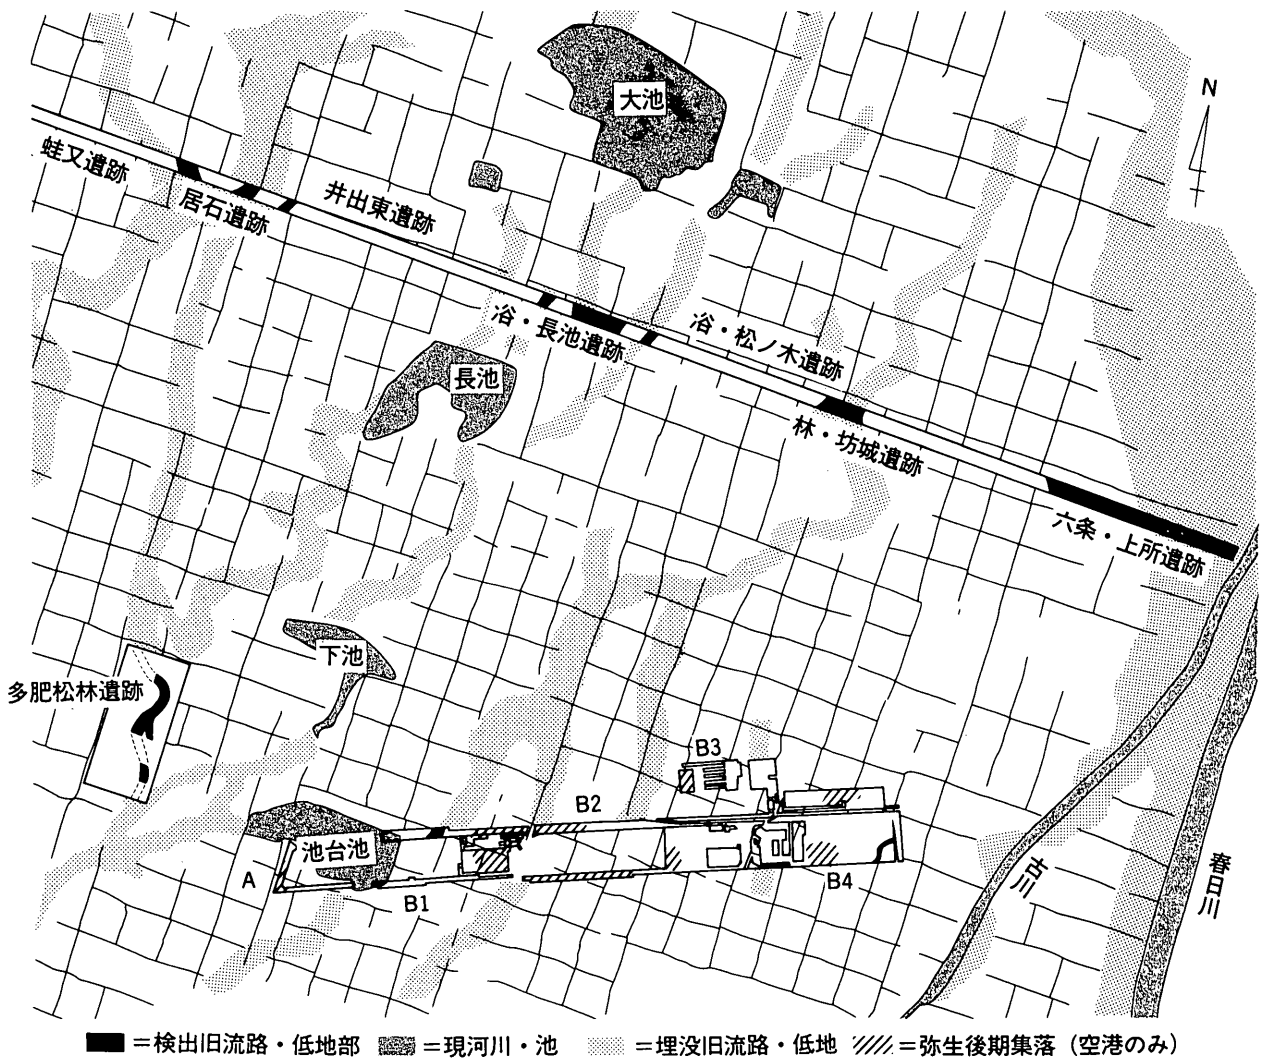 大池
N
蛙又遺跡
居石遺跡
井出東遺跡
浴・長池遺跡
浴・松ノ木遺跡
長池
林・坊城遺跡
六条・上所遺跡
下池
多肥松林遺跡
B3
B2
池台池
A
B1
B4
古川
春日川
=検出旧流路・低地部 =現河川・池 =埋没旧流路・低地 =弥生後期集落(空港のみ)